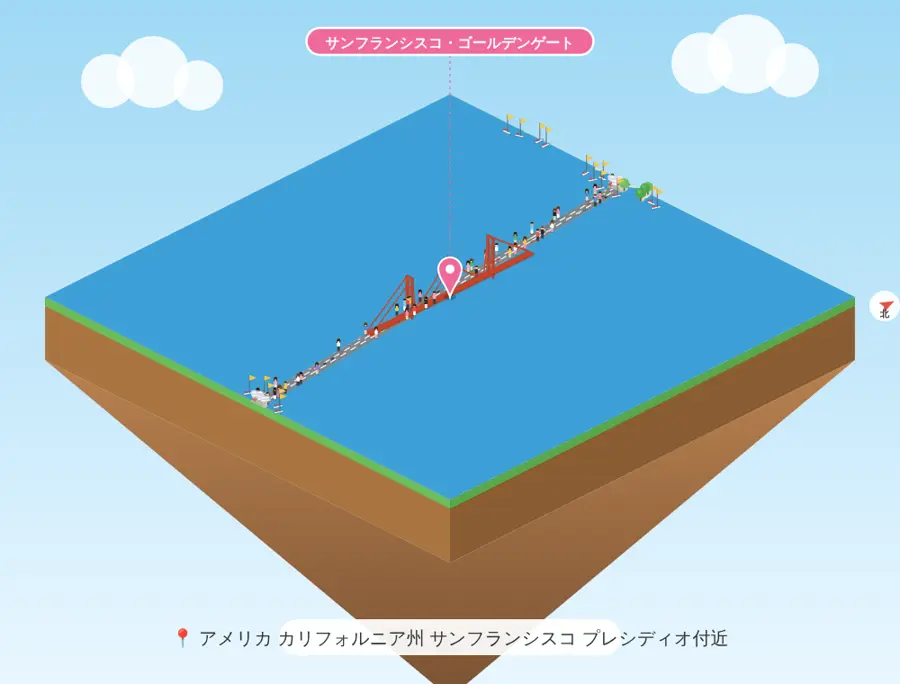 サンフランシスコ・ゴールデンゲート
北
アメリカ カリフォルニア州 サンフランシスコ プレシディオ付近